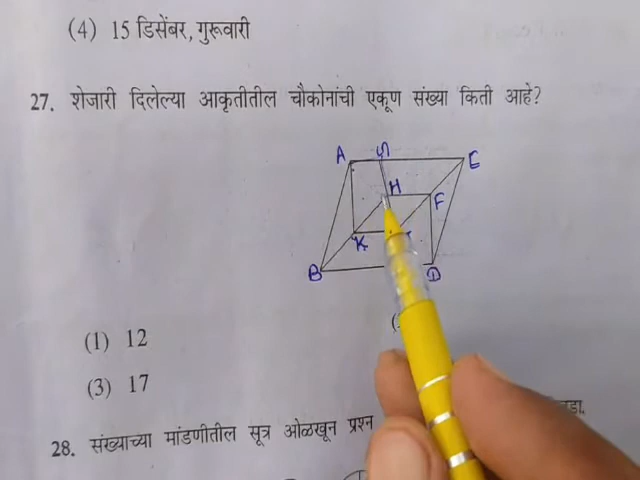 (4) 15 डिसेंबर, गुरूवारी
27. शेजारी दिलेल्या आकृतीतील चौकोनांची एकूण संख्या किती आहे?
A G E
H
F
K
B D
(1) 12
(3) 17
28. संख्याच्या मांडणीतील सूत्र ओळखून प्रश्न